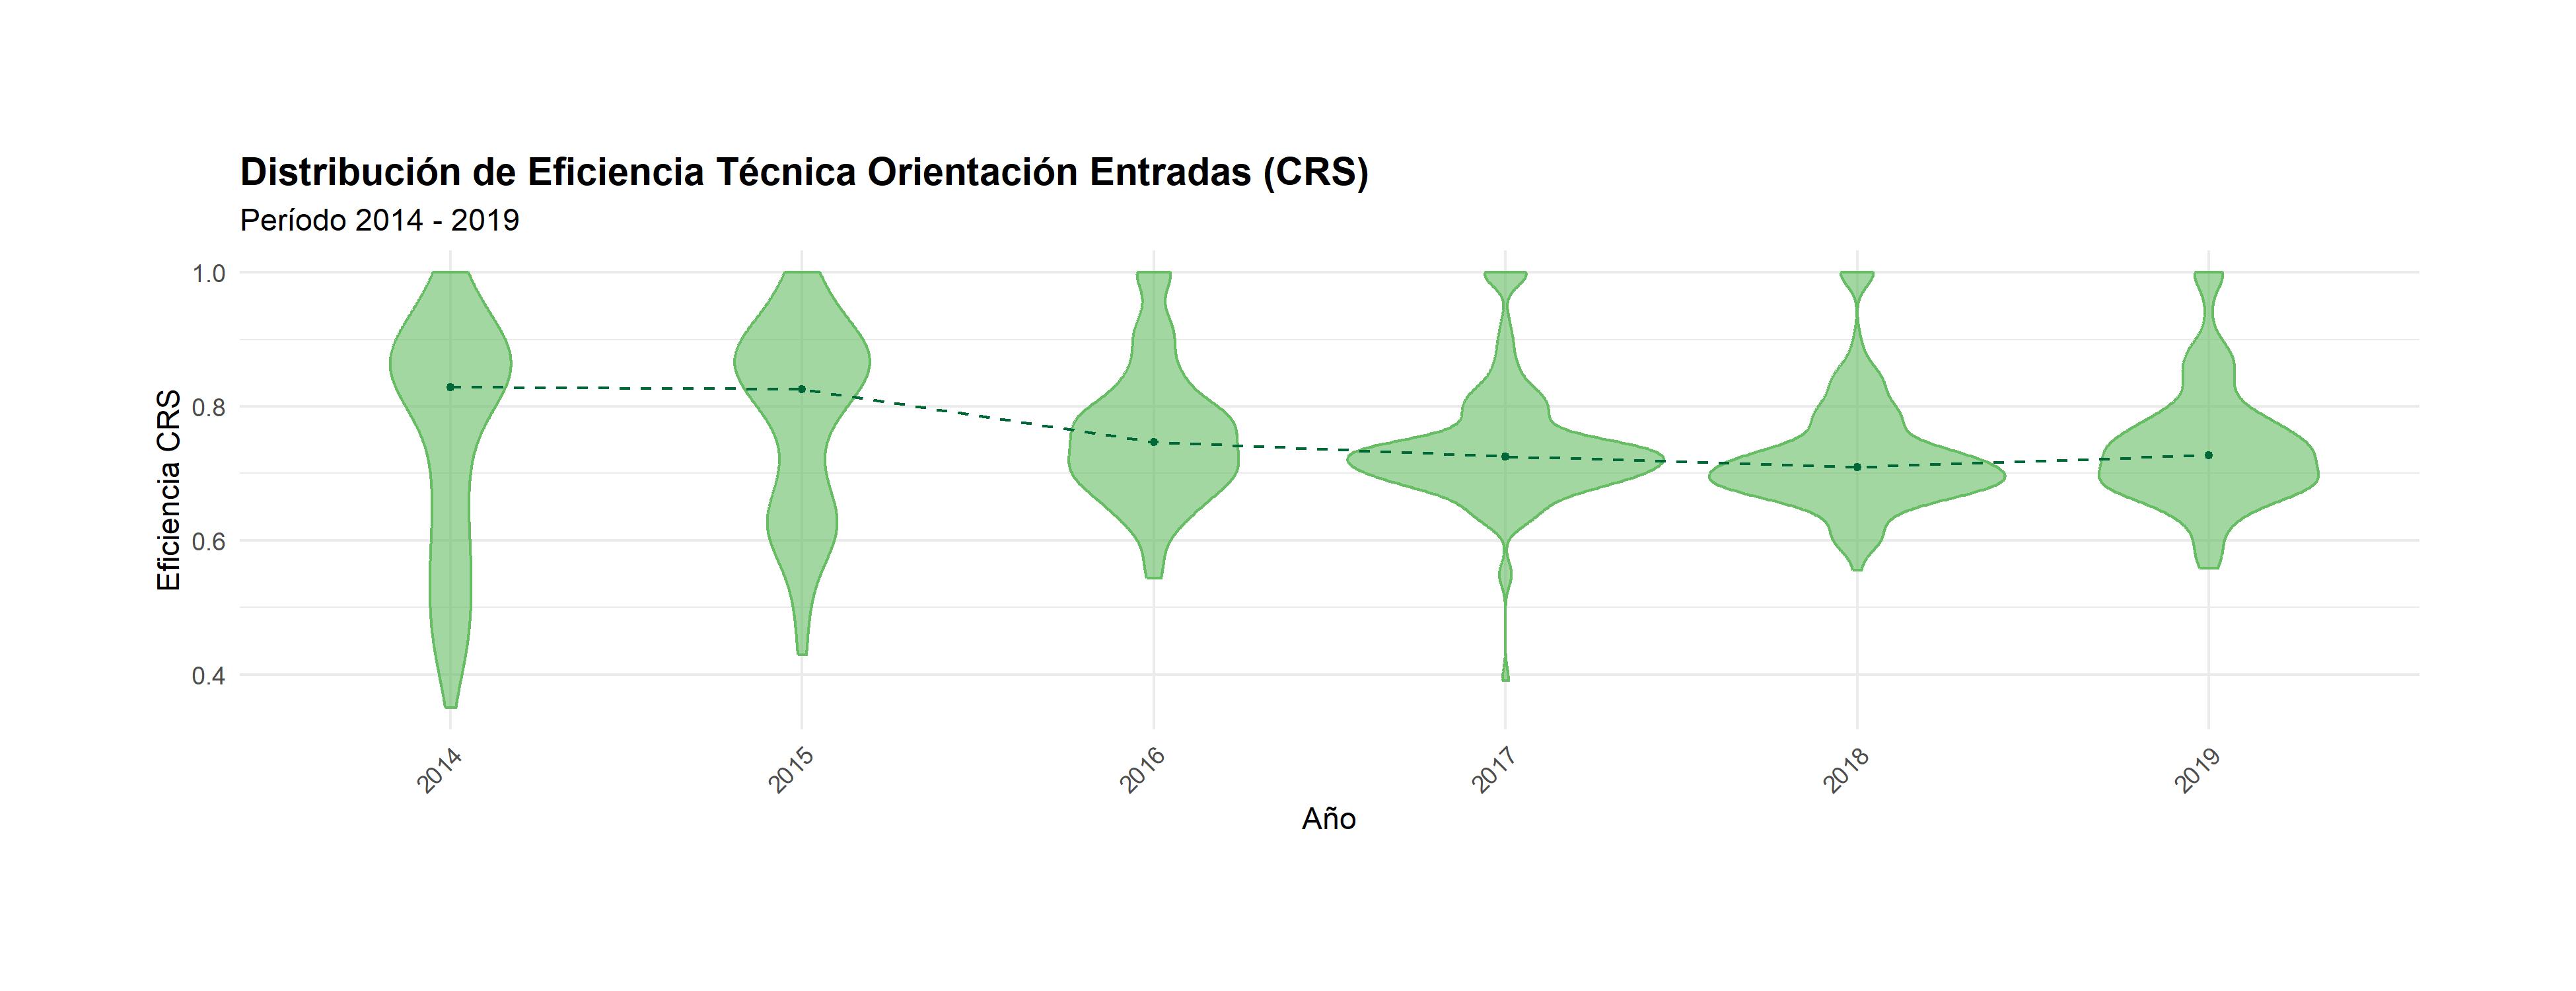 Distribución de Eficiencia Técnica Orientación Entradas (CRS)
Período 2014 - 2019
Eficiencia CRS
1.0
0.8
0.6
0.4
2014
2015
2016
2017
2018
2019
Año